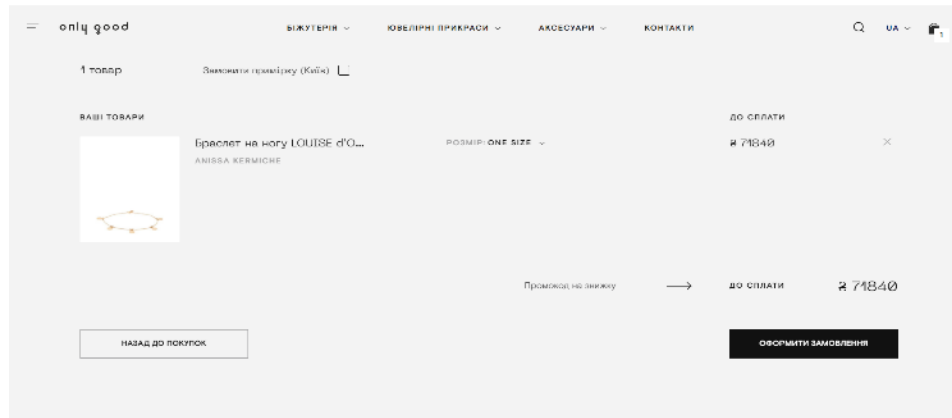 only good
БІЖУТЕРІЯ
ЮВЕЛІРНІ ПРИКРАСИ
АКСЕСУАРИ
КОНТАКТИ
UA
1
1 товар
Замовити примірку (Київ)
ВАШІ ТОВАРИ
ДО СПЛАТИ
Браслет на ногу LOUISE d'O...
РОЗМІР: ONE SIZE
₴ 71840
ANISSA KERMICHE
Промокод на знижку
ДО СПЛАТИ
₴ 71840
НАЗАД ДО ПОКУПОК
ОФОРМИТИ ЗАМОВЛЕННЯ